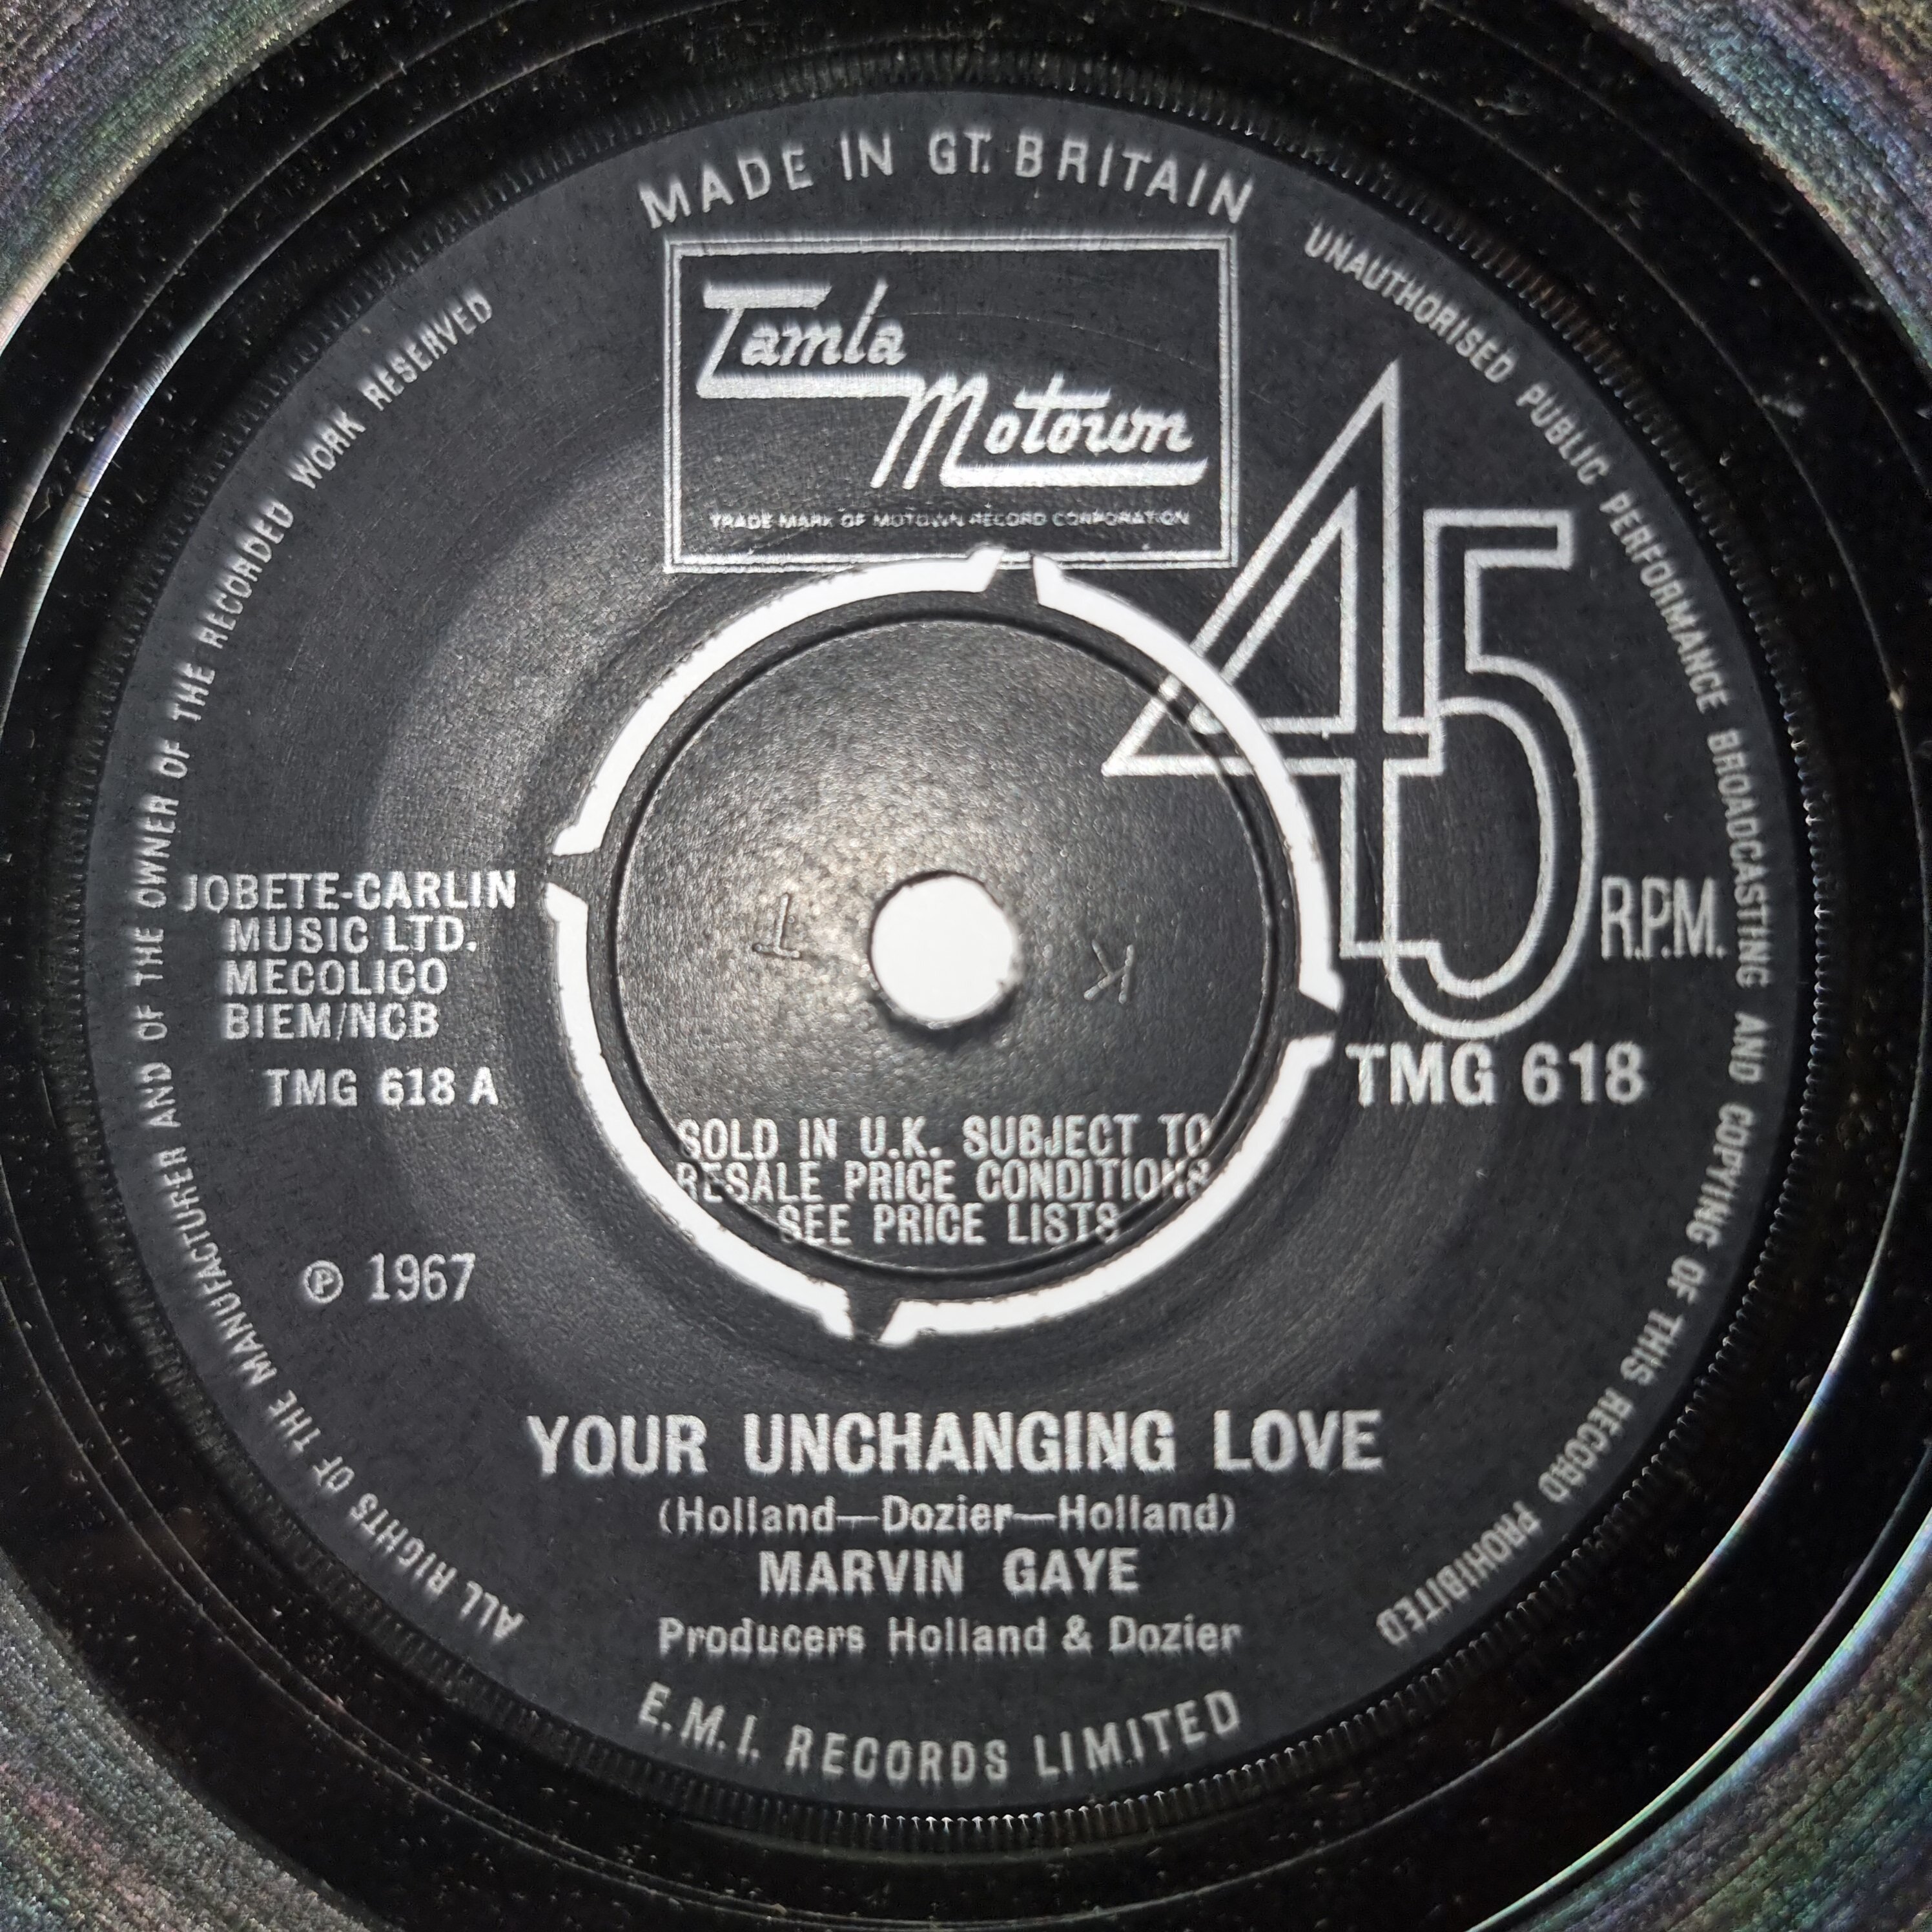 MADE IN GT. BRITAIN
Tamla
Motown
TRADE MARK OF MOTOWN RECORD CORPORATION
UNAUTHORISED PUBLIC PERFORMANCE BROADCASTING AND COPYING OF THIS RECORD PROHIBITED
ALL RIGHTS OF THE MANUFACTURER AND OF THE OWNER OF THE RECORDED WORK RESERVED
45
R.P.M.
JOBETE-CARLIN
MUSIC LTD.
MECOLICO
BIEM/NCB
TMG 618 A
T
K
TMG 618
SOLD IN U.K. SUBJECT TO
RESALE PRICE CONDITIONS
SEE PRICE LISTS
℗ 1967
YOUR UNCHANGING LOVE
(Holland—Dozier—Holland)
MARVIN GAYE
Producers Holland & Dozier
E.M.I. RECORDS LIMITED